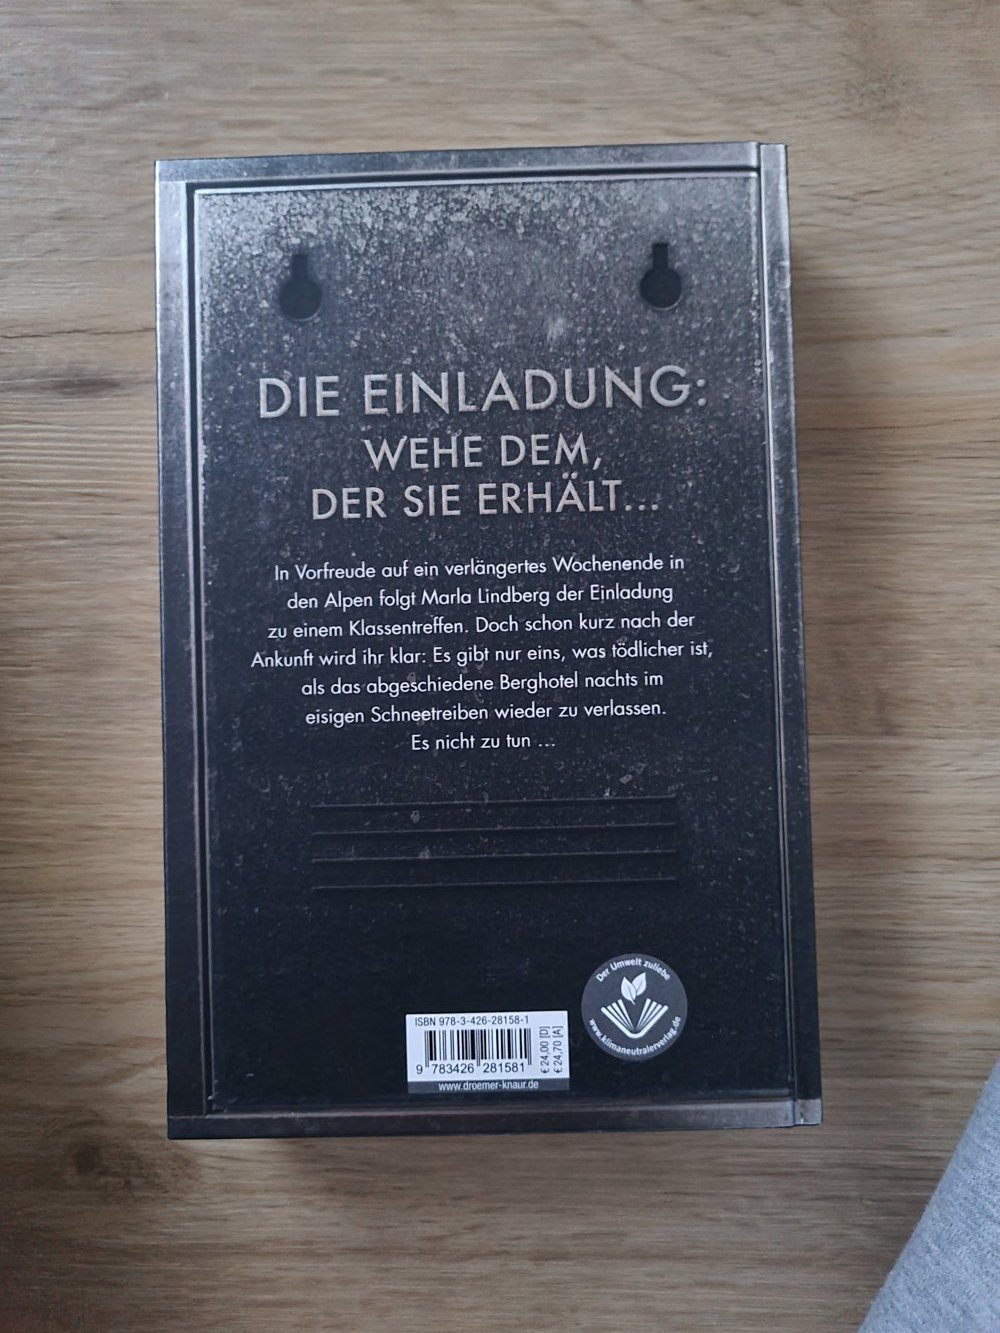 DIE EINLADUNG:
WEHE DEM,
DER SIE ERHÄLT...
In Vorfreude auf ein verlängertes Wochenende in
den Alpen folgt Marla Lindberg der Einladung
zu einem Klassentreffen. Doch schon kurz nach der
Ankunft wird ihr klar: Es gibt nur eins, was tödlicher ist,
als das abgeschiedene Berghotel nachts im
eisigen Schneetreiben wieder zu verlassen.
Es nicht zu tun ...
Der Umwelt zuliebe
www.klimaneutralerverlag.de
ISBN 978-3-426-28158-1
€ 24,00 [D]
€ 24,70 [A]
9 783426 281581
www.droemer-knaur.de